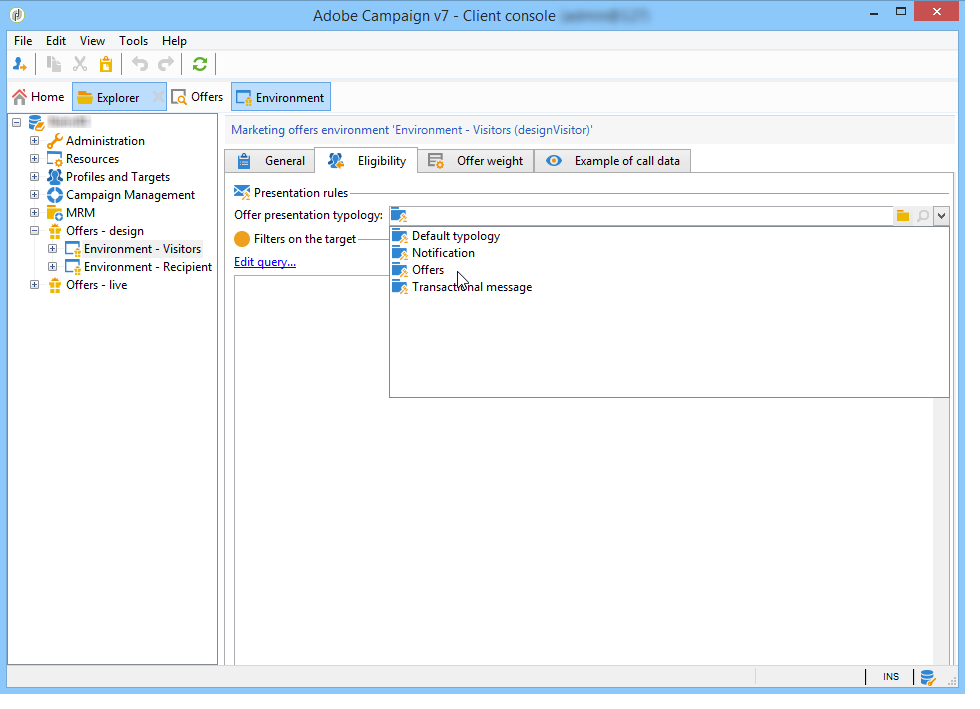 Adobe Campaign v7 - Client console
File Edit View Tools Help
Home Explorer Offers Environment
Administration
Resources
Profiles and Targets
Campaign Management
MRM
Offers - design
Environment - Visitors
Environment - Recipient
Offers - live
Marketing offers environment 'Environment - Visitors (designVisitor)'
General Eligibility Offer weight Example of call data
Presentation rules
Offer presentation typology:
Filters on the target
Edit query...
Default typology
Notification
Offers
Transactional message
INS